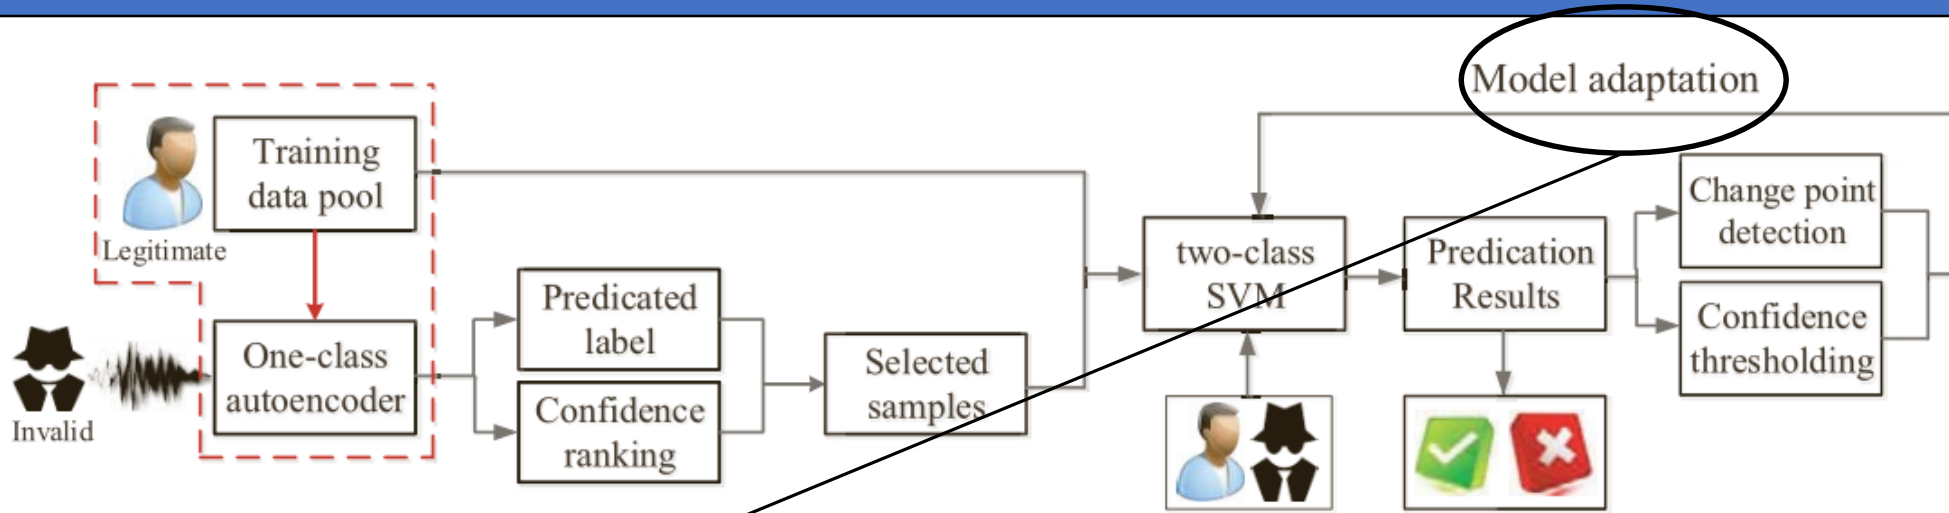 Model adaptation
Training
data pool
Legitimate
One-class
autoencoder
Invalid
Predicated
label
Confidence
ranking
Selected
samples
two-class
SVM
Predication
Results
Change point
detection
Confidence
thresholding